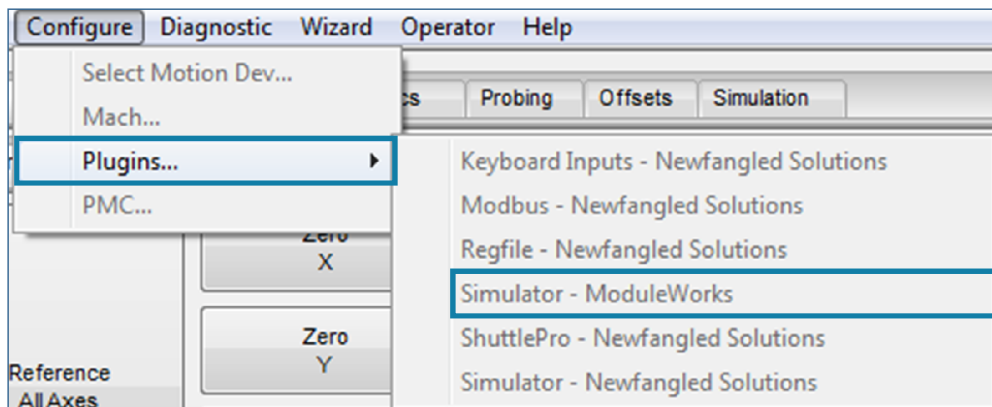 Configure Diagnostic Wizard Operator Help
Select Motion Dev...
Mach...
Plugins...
PMC...
Probing Offsets Simulation
Keyboard Inputs - Newfangled Solutions
Modbus - Newfangled Solutions
Regfile - Newfangled Solutions
Simulator - ModuleWorks
ShuttlePro - Newfangled Solutions
Simulator - Newfangled Solutions
Zero
X
Zero
Y
Reference
All Axes